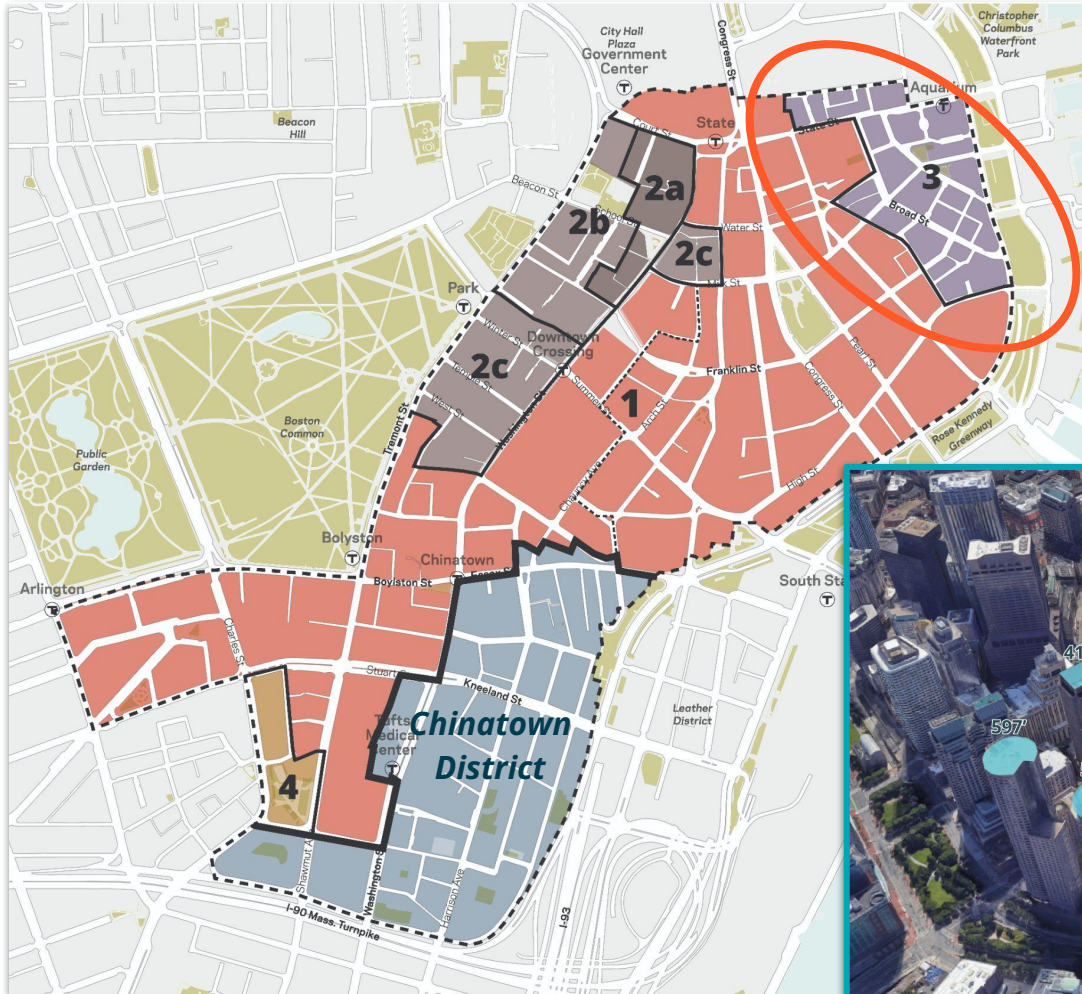 Christopher
Columbus
Waterfront
Park
City Hall
Plaza
Government
Center
T
Congress St
Aquarium
T
Beacon
Hill
Court St
State
T
State St
Beacon St
2a
3
School St
2b
Broad St
Water St
2c
Milk St
Park
T
Winter St
Downtown
Crossing
T
2c
Temple St
Franklin St
Pearl St
Congress St
West St
Summer St
1
Arch St
Boston
Common
Tremont St
Washington St
Rose Kennedy
Greenway
Public
Garden
Chauncy Ave
High St
Bolyston
T
Chinatown
T
Essex St
Boylston St
South Sta
T
Arlington
T
Charles St
Stuart S
Kneeland St
Leather
District
41
597'
Tufts
Medical
Center
T
Chinatown
District
4
Shawmut A
Washington S
Harrison Ave
I-90 Mass. Turnpike
I-93